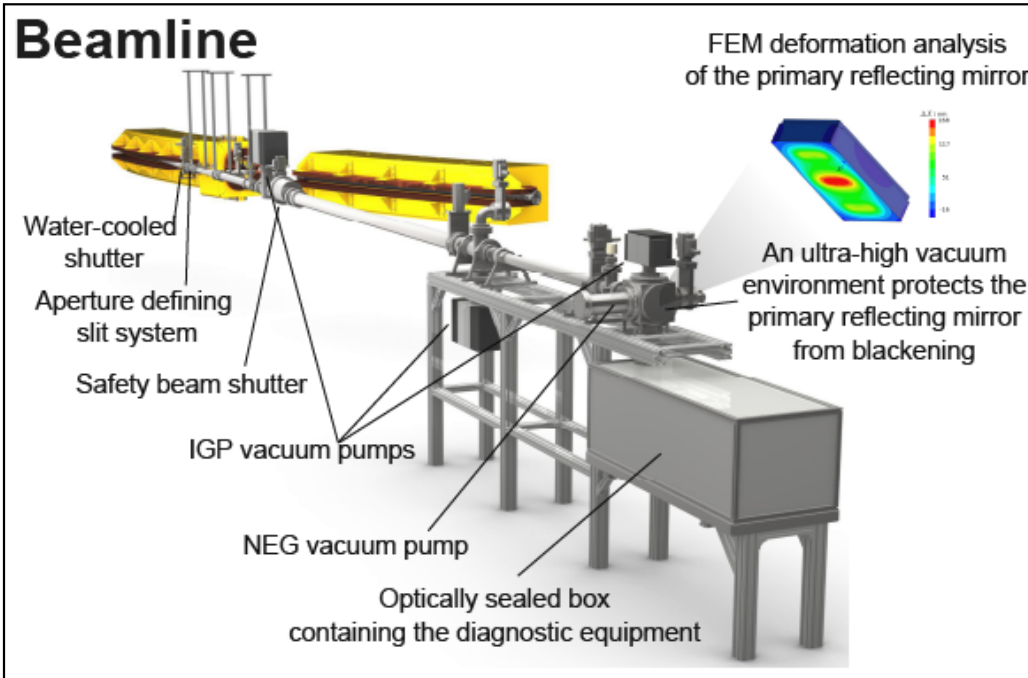 Beamline
FEM deformation analysis
of the primary reflecting mirror
Water-cooled
shutter
Aperture defining
slit system
Safety beam shutter
IGP vacuum pumps
NEG vacuum pump
Optically sealed box
containing the diagnostic equipment
An ultra-high vacuum
environment protects the
primary reflecting mirror
from blackening